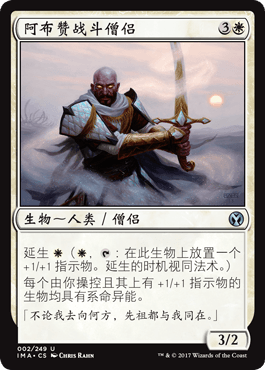 阿布赞战斗僧侣 3
生物～人类／僧侣
延生（，：在此生物上放置一个
+1/+1 指示物。延生的时机视同法术。）
每个由你操控且其上有 +1/+1 指示物的
生物均具有系命异能。
「不论我去向何方，先祖都与我同在。」
3/2
002/249 U
IMA • CS Chris Rahn
™ & © 2017 Wizards of the Coast